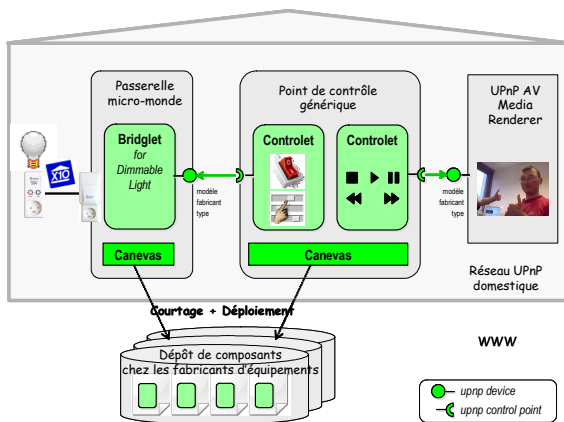 Passerelle
micro-monde
Point de contrôle
générique
UPnP AV
Media
Renderer
Bridglet
for
Dimmable
Light
Controlet
Controlet
X10
modèle
fabricant
type
modèle
fabricant
type
Canevas
Canevas
Réseau UPnP
domestique
Courtage + Déploiement
Dépôt de composants
chez les fabricants d'équipements
WWW
upnp device
upnp control point